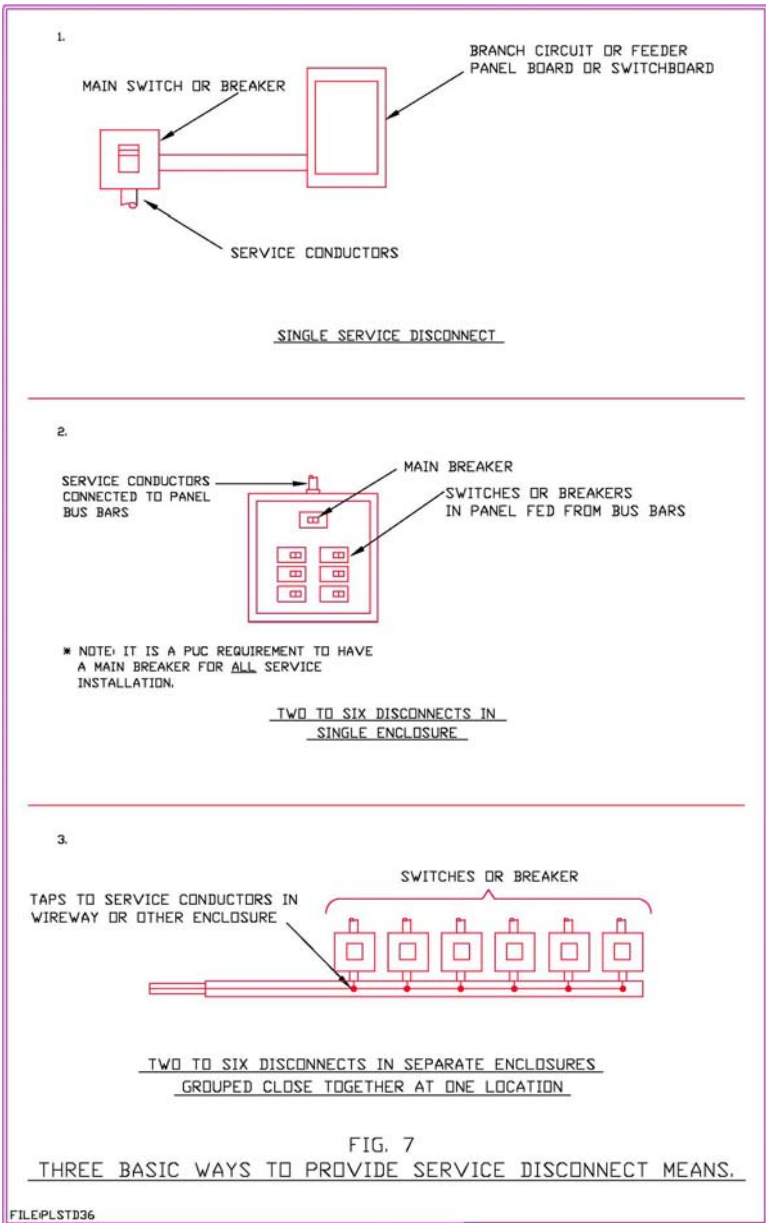 1.
BRANCH CIRCUIT OR FEEDER
PANEL BOARD OR SWITCHBOARD
MAIN SWITCH OR BREAKER
SERVICE CONDUCTORS
SINGLE SERVICE DISCONNECT
2.
MAIN BREAKER
SERVICE CONDUCTORS
CONNECTED TO PANEL
BUS BARS
SWITCHES OR BREAKERS
IN PANEL FED FROM BUS BARS
* NOTE: IT IS A PUC REQUIREMENT TO HAVE
A MAIN BREAKER FOR ALL SERVICE
INSTALLATION.
TWO TO SIX DISCONNECTS IN
SINGLE ENCLOSURE
3.
SWITCHES OR BREAKER
TAPS TO SERVICE CONDUCTORS IN
WIREWAY OR OTHER ENCLOSURE
TWO TO SIX DISCONNECTS IN SEPARATE ENCLOSURES
GROUPED CLOSE TOGETHER AT ONE LOCATION
FIG. 7
THREE BASIC WAYS TO PROVIDE SERVICE DISCONNECT MEANS.
FILE:PLSTD36